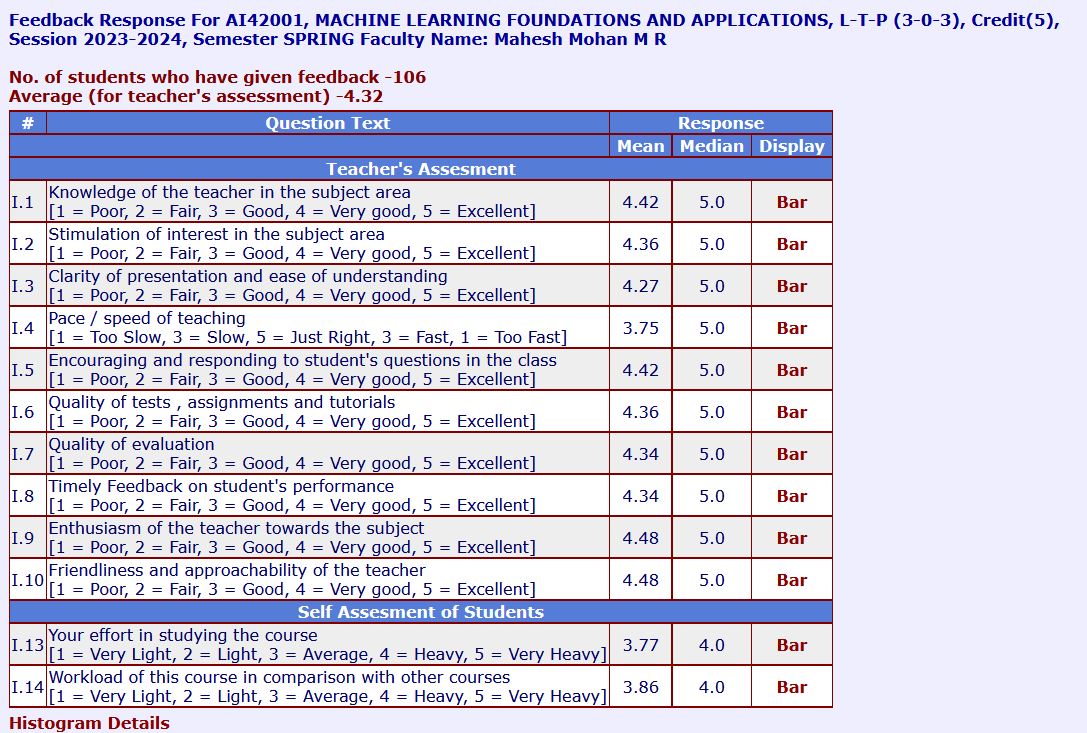 Feedback Response For AI42001, MACHINE LEARNING FOUNDATIONS AND APPLICATIONS, L-T-P (3-0-3), Credit(5),
Session 2023-2024, Semester SPRING Faculty Name: Mahesh Mohan M R
No. of students who have given feedback -106
Average (for teacher's assessment) -4.32
# Question Text Response
Mean Median Display
Teacher's Assesment
I.1 Knowledge of the teacher in the subject area
[1 = Poor, 2 = Fair, 3 = Good, 4 = Very good, 5 = Excellent] 4.42 5.0 Bar
I.2 Stimulation of interest in the subject area
[1 = Poor, 2 = Fair, 3 = Good, 4 = Very good, 5 = Excellent] 4.36 5.0 Bar
I.3 Clarity of presentation and ease of understanding
[1 = Poor, 2 = Fair, 3 = Good, 4 = Very good, 5 = Excellent] 4.27 5.0 Bar
I.4 Pace / speed of teaching
[1 = Too Slow, 3 = Slow, 5 = Just Right, 3 = Fast, 1 = Too Fast] 3.75 5.0 Bar
I.5 Encouraging and responding to student's questions in the class
[1 = Poor, 2 = Fair, 3 = Good, 4 = Very good, 5 = Excellent] 4.42 5.0 Bar
I.6 Quality of tests , assignments and tutorials
[1 = Poor, 2 = Fair, 3 = Good, 4 = Very good, 5 = Excellent] 4.36 5.0 Bar
I.7 Quality of evaluation
[1 = Poor, 2 = Fair, 3 = Good, 4 = Very good, 5 = Excellent] 4.34 5.0 Bar
I.8 Timely Feedback on student's performance
[1 = Poor, 2 = Fair, 3 = Good, 4 = Very good, 5 = Excellent] 4.34 5.0 Bar
I.9 Enthusiasm of the teacher towards the subject
[1 = Poor, 2 = Fair, 3 = Good, 4 = Very good, 5 = Excellent] 4.48 5.0 Bar
I.10 Friendliness and approachability of the teacher
[1 = Poor, 2 = Fair, 3 = Good, 4 = Very good, 5 = Excellent] 4.48 5.0 Bar
Self Assesment of Students
I.13 Your effort in studying the course
[1 = Very Light, 2 = Light, 3 = Average, 4 = Heavy, 5 = Very Heavy] 3.77 4.0 Bar
I.14 Workload of this course in comparison with other courses
[1 = Very Light, 2 = Light, 3 = Average, 4 = Heavy, 5 = Very Heavy] 3.86 4.0 Bar
Histogram Details